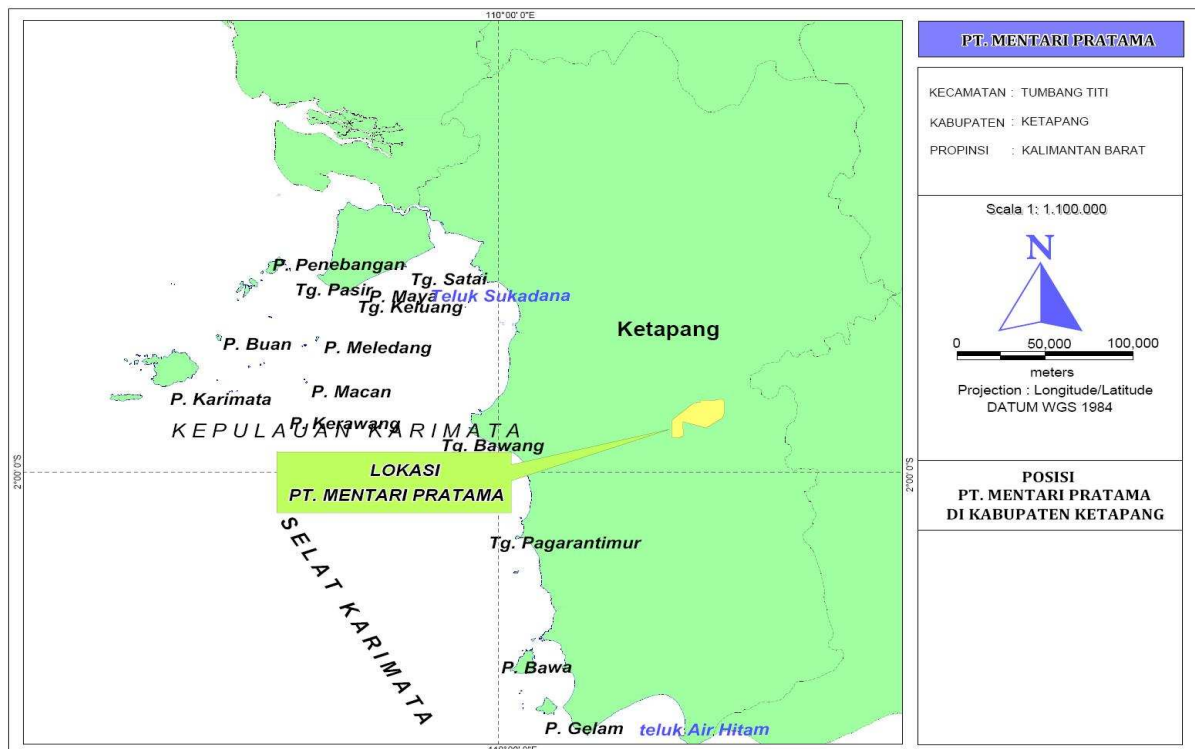 110°00' 0"E
P. Penebangan
Tg. Satai
Tg. Pasir
P. Maya
Teluk Sukadana
Tg. Keluang
Ketapang
P. Buan
P. Meledang
P. Macan
P. Karimata
P. Kerawang
KEPULAUAN KARIMATA
Tg. Bawang
LOKASI
PT. MENTARI PRATAMA
2°00' 0"S
2°00' 0"S
SELAT KARIMATA
Tg. Pagarantimur
P. Bawa
P. Gelam
teluk Air Hitam
110°00' 0"E
PT. MENTARI PRATAMA
KECAMATAN : TUMBANG TITI
KABUPATEN : KETAPANG
PROPINSI : KALIMANTAN BARAT
Scala 1: 1.100.000
N
0 50,000 100,000
meters
Projection : Longitude/Latitude
DATUM WGS 1984
POSISI
PT. MENTARI PRATAMA
DI KABUPATEN KETAPANG